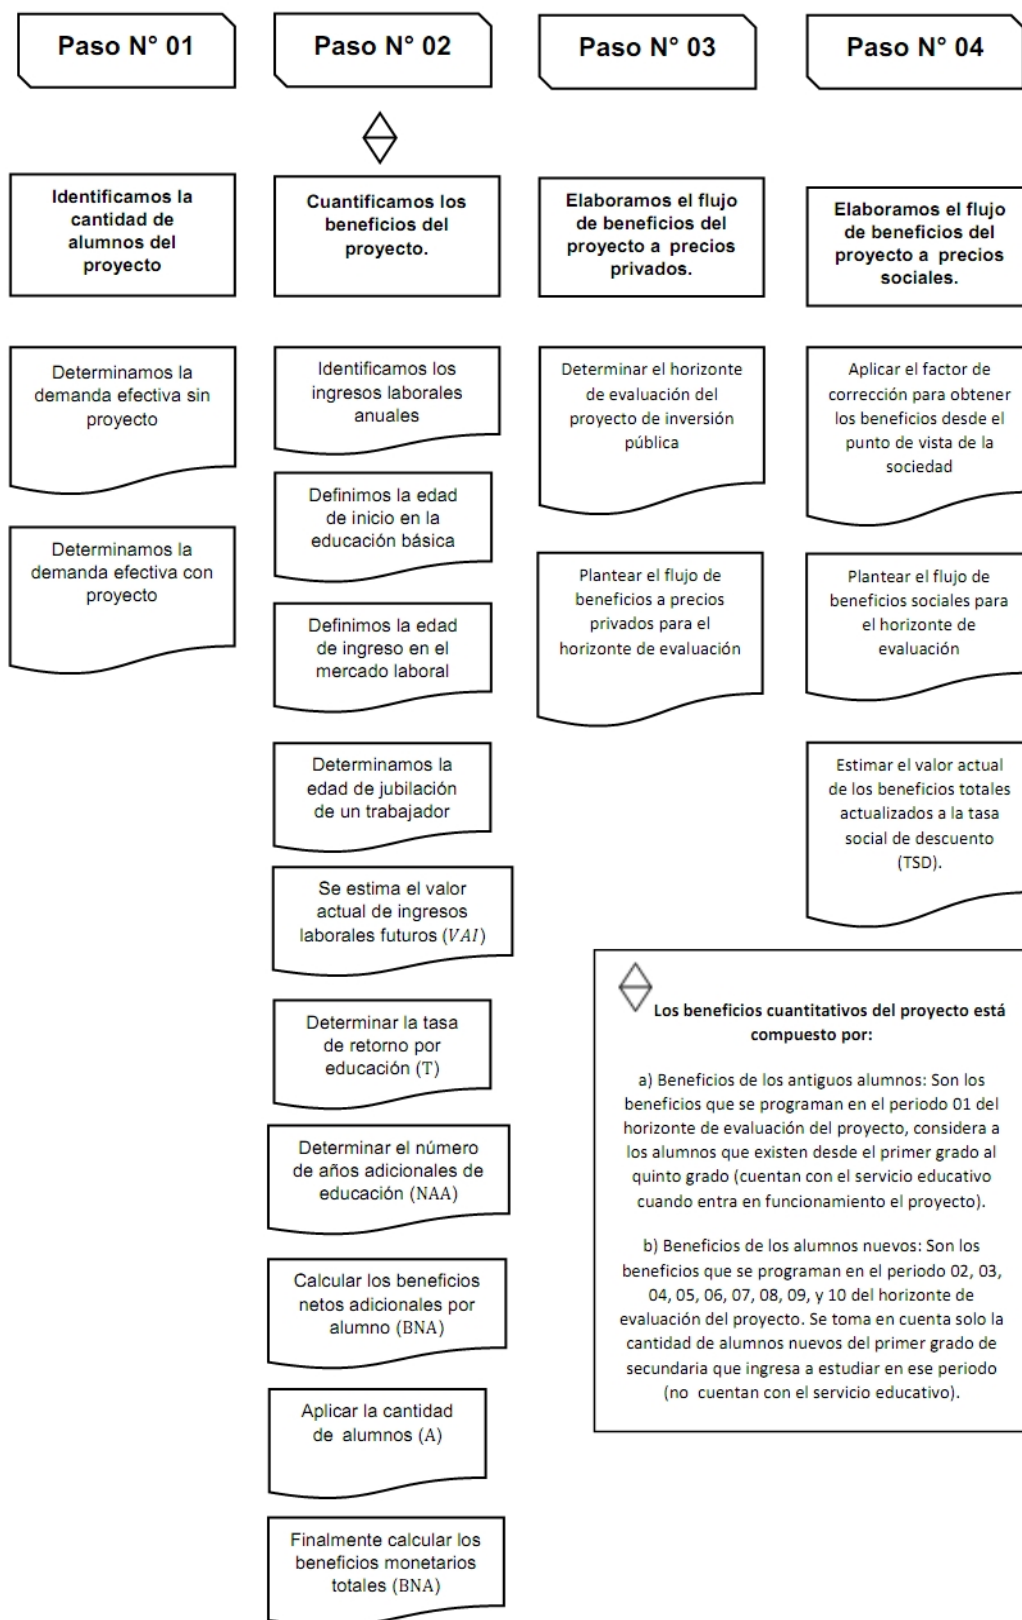 Paso N° 01
Paso N° 02
Paso N° 03
Paso N° 04
Identificamos la
cantidad de
alumnos del
proyecto
Determinamos la
demanda efectiva sin
proyecto
Determinamos la
demanda efectiva con
proyecto
Cuantificamos los
beneficios del
proyecto.
Identificamos los
ingresos laborales
anuales
Definimos la edad
de inicio en la
educación básica
Definimos la edad
de ingreso en el
mercado laboral
Determinamos la
edad de jubilación
de un trabajador
Se estima el valor
actual de ingresos
laborales futuros (VAI)
Determinar la tasa
de retorno por
educación (T)
Determinar el número
de años adicionales de
educación (NAA)
Calcular los beneficios
netos adicionales por
alumno (BNA)
Aplicar la cantidad
de alumnos (A)
Finalmente calcular los
beneficios monetarios
totales (BNA)
Elaboramos el flujo
de beneficios del
proyecto a precios
privados.
Determinar el horizonte
de evaluación del
proyecto de inversión
pública
Plantear el flujo de
beneficios a precios
privados para el
horizonte de evaluación
Elaboramos el flujo
de beneficios del
proyecto a precios
sociales.
Aplicar el factor de
corrección para obtener
los beneficios desde el
punto de vista de la
sociedad
Plantear el flujo de
beneficios sociales para
el horizonte de
evaluación
Estimar el valor actual
de los beneficios totales
actualizados a la tasa
social de descuento
(TSD).
Los beneficios cuantitativos del proyecto está
compuesto por:
a) Beneficios de los antiguos alumnos: Son los
beneficios que se programan en el periodo 01 del
horizonte de evaluación del proyecto, considera a
los alumnos que existen desde el primer grado al
quinto grado (cuentan con el servicio educativo
cuando entra en funcionamiento el proyecto).
b) Beneficios de los alumnos nuevos: Son los
beneficios que se programan en el periodo 02, 03,
04, 05, 06, 07, 08, 09, y 10 del horizonte de
evaluación del proyecto. Se toma en cuenta solo la
cantidad de alumnos nuevos del primer grado de
secundaria que ingresa a estudiar en ese periodo
(no cuentan con el servicio educativo).